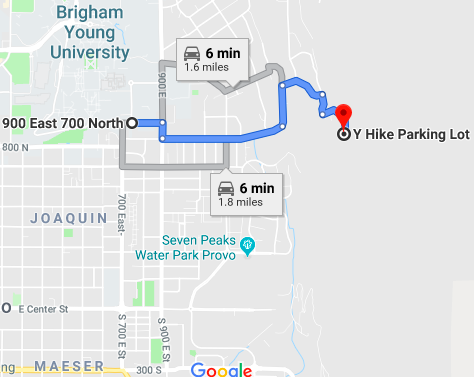 Brigham
Young
University
6 min
1.6 miles
900 E
900 East 700 North
Y Hike Parking Lot
800 N
6 min
1.8 miles
700 East
JOAQUIN
Seven Peaks
Water Park Provo
O
E Center St
S 700 E St
S 900 E St
ng
MAESER
300 S
Google